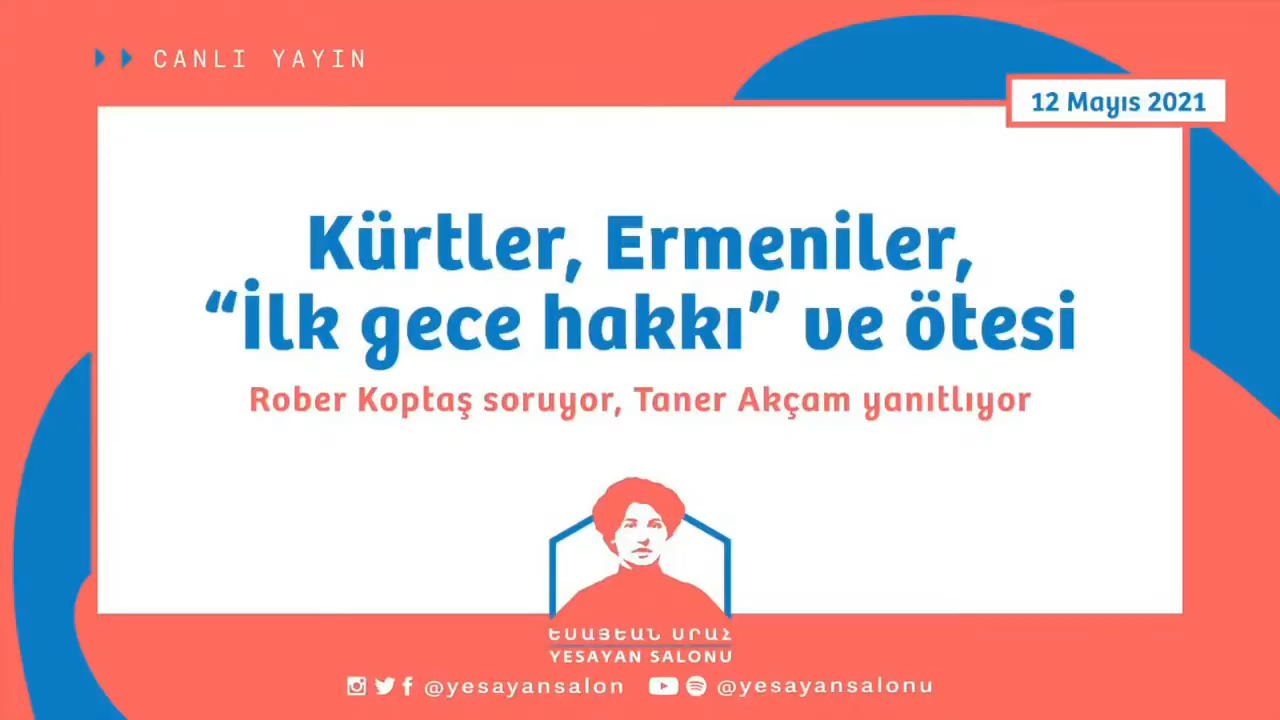 CANLI YAYIN
12 Mayıs 2021
Kürtler, Ermeniler,
“İlk gece hakkı” ve ötesi
Rober Koptaş soruyor, Taner Akçam yanıtlıyor
ԵՍԱՅԵԱՆ ՍՐԱՀ
YESAYAN SALONU
@yesayansalon @yesayansalonu